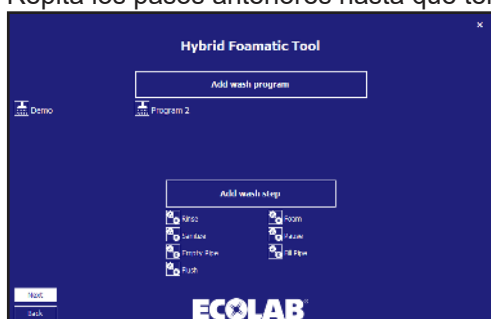 Repita los pasos anteriores hasta que
×
Hybrid Foamatic Tool
Add wash program
Demo
Program 2
Add wash step
Rinse
Foam
Sanitize
Pause
Empty Pipe
Fill Pipe
Flush
Next
Back
ECOLAB®